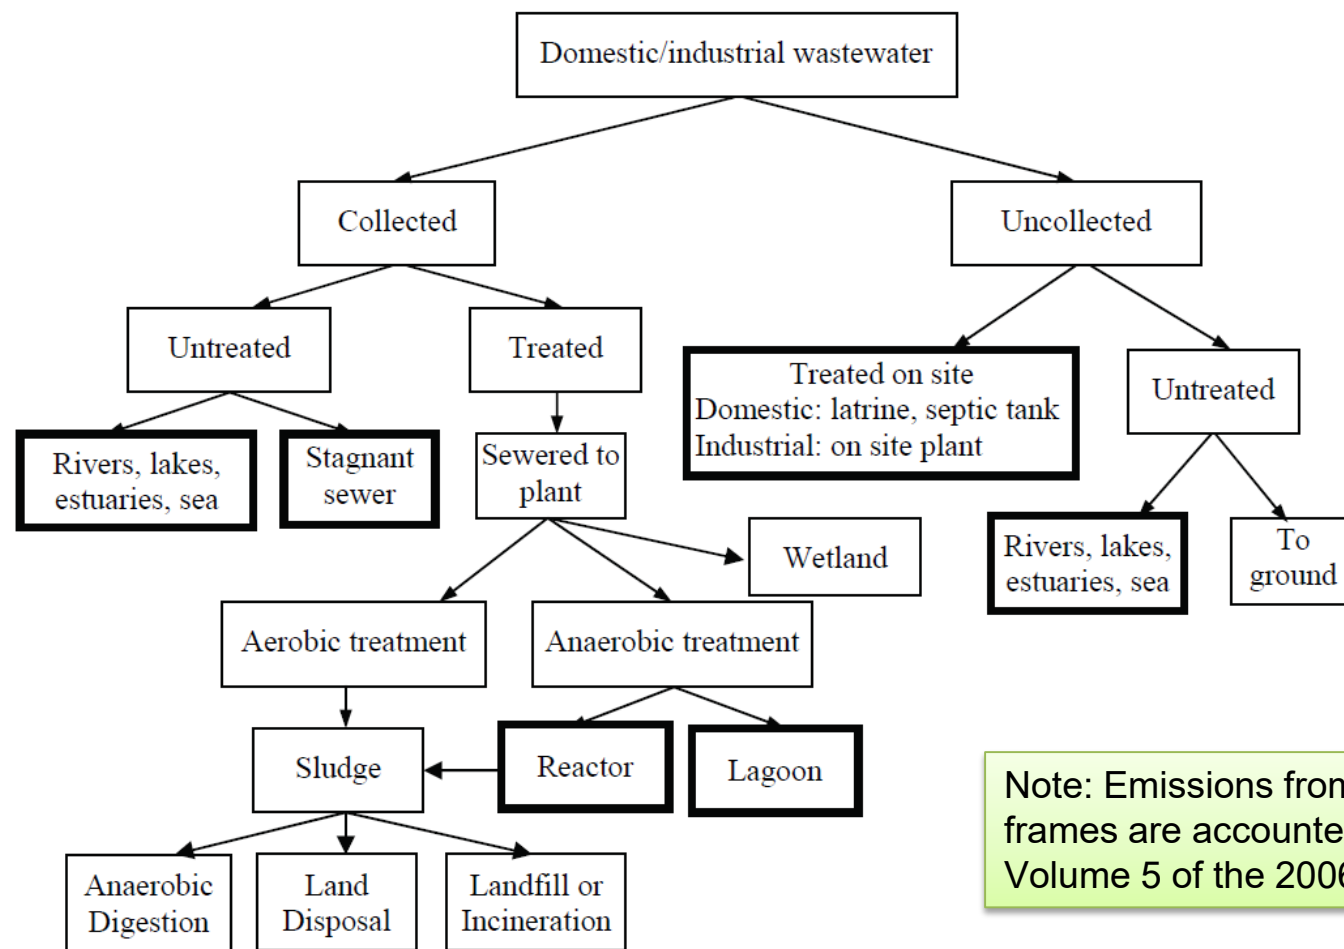 Domestic/industrial wastewater
Collected
Uncollected
Untreated
Treated
Treated on site
Domestic: latrine, septic tank
Industrial: on site plant
Untreated
Rivers, lakes,
estuaries, sea
Stagnant
sewer
Sewered to
plant
Wetland
Rivers, lakes,
estuaries, sea
To
ground
Aerobic treatment
Anaerobic treatment
Sludge
Reactor
Lagoon
Anaerobic
Digestion
Land
Disposal
Landfill or
Incineration
Note: Emissions from
frames are accounte
Volume 5 of the 2006